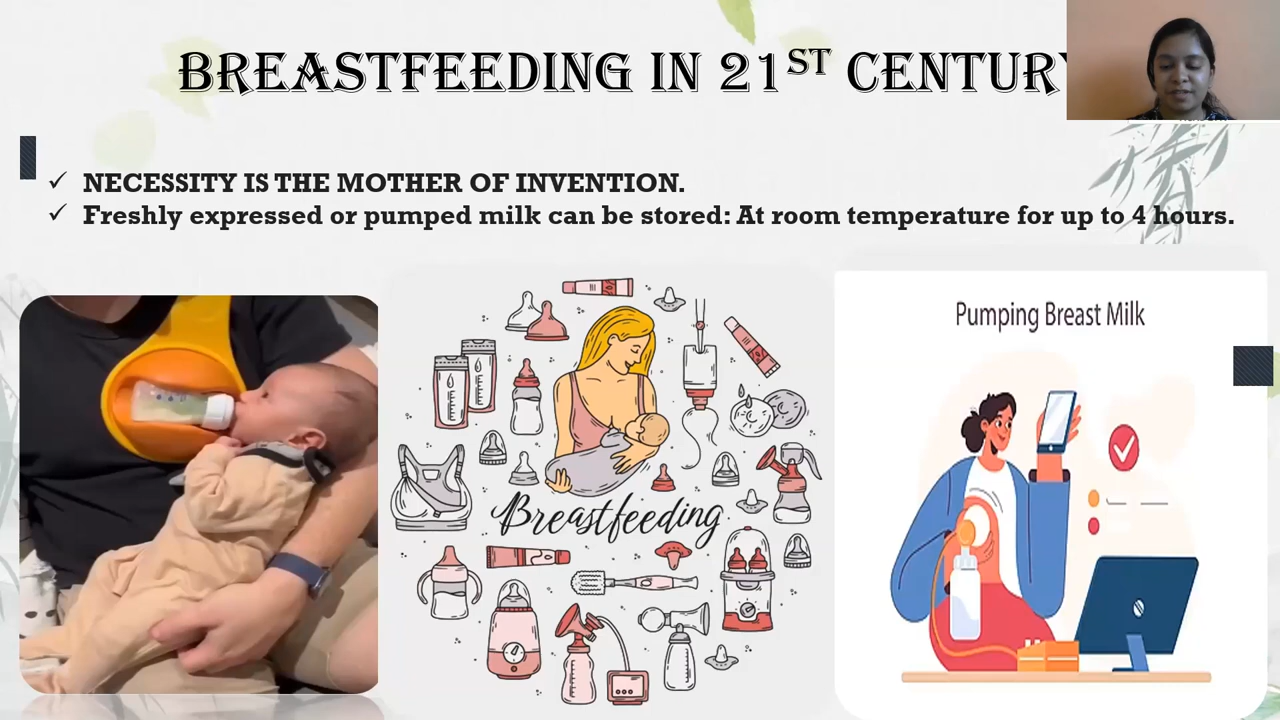 BREASTFEEDING IN 21ST CENTURY
NECESSITY IS THE MOTHER OF INVENTION.
Freshly expressed or pumped milk can be stored: At room temperature for up to 4 hours.
Pumping Breast Milk
Breastfeeding